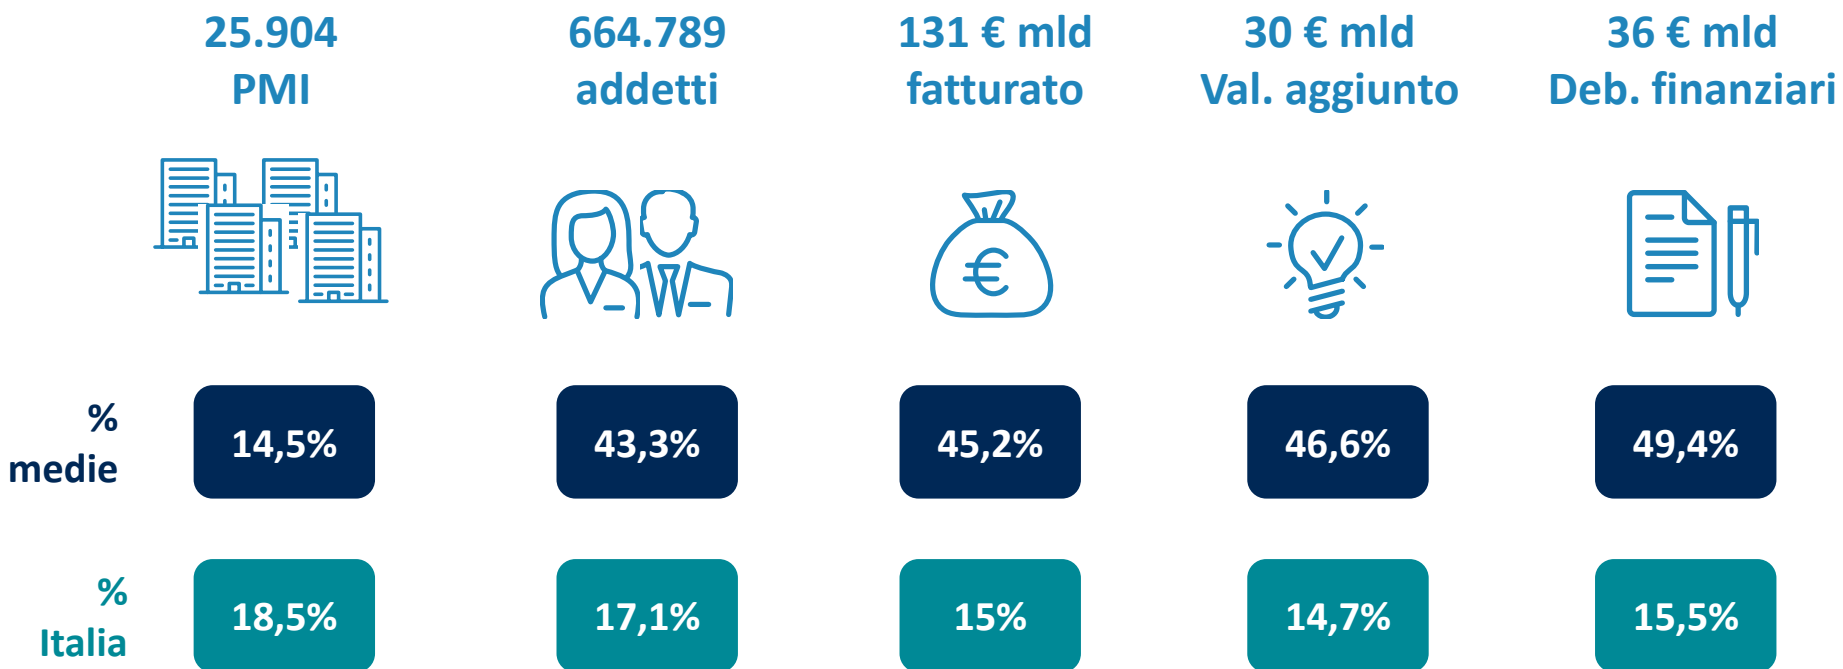 25.904
PMI
664.789
addetti
131 € mld
fatturato
30 € mld
Val. aggiunto
36 € mld
Deb. finanziari
€
%
medie
14,5%
43,3%
45,2%
46,6%
49,4%
%
Italia
18,5%
17,1%
15%
14,7%
15,5%